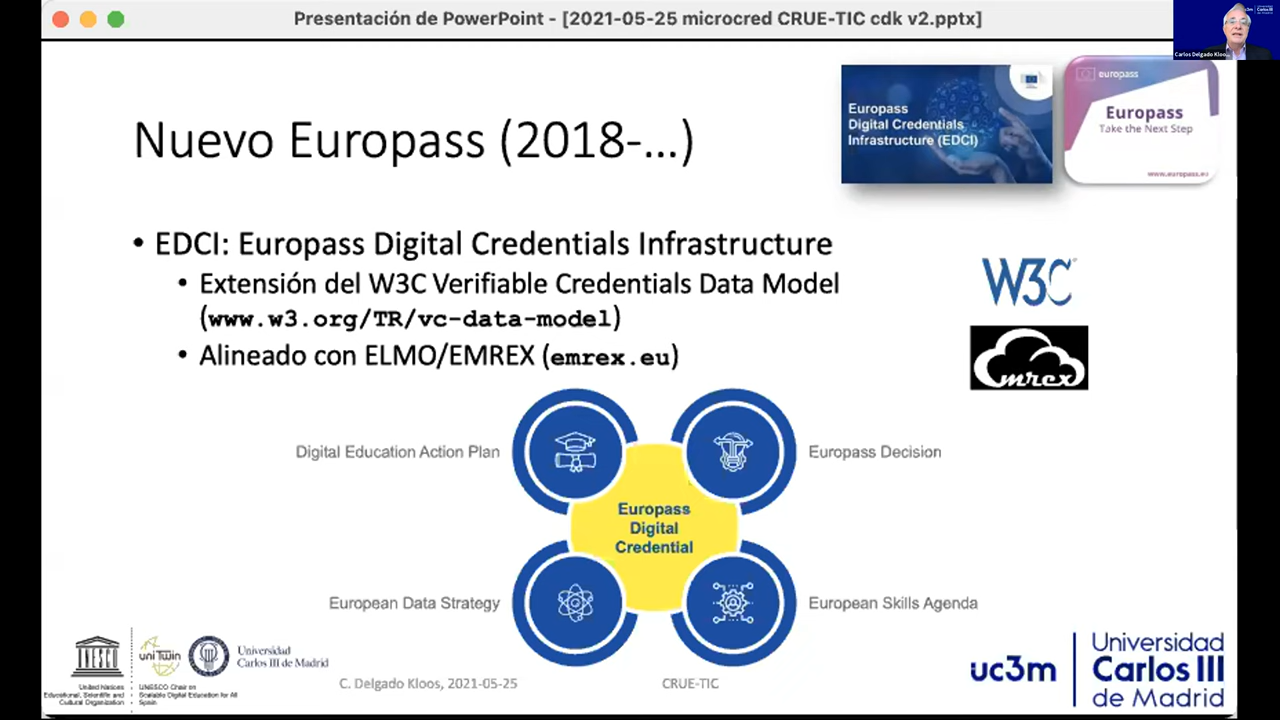 Presentación de PowerPoint - [2021-05-25 microcred CRUE-TIC cdk v2.pptx]
Carlos Delgado Kloo...
Nuevo Europass (2018-...)
Europass
Digital Credentials
Infrastructure (EDCI)
europass
Europass
Take the Next Step
www.europass.eu
• EDCI: Europass Digital Credentials Infrastructure
• Extensión del W3C Verifiable Credentials Data Model
(www.w3.org/TR/vc-data-model)
• Alineado con ELMO/EMREX (emrex.eu)
W3C
mrex
Digital Education Action Plan
Europass Decision
Europass
Digital
Credential
European Data Strategy
European Skills Agenda
UNESCO
United Nations
Educational, Scientific and
Cultural Organization
uniTwin
UNESCO Chair on
Scalable Digital Education for All
Spain
Universidad
Carlos III de Madrid
C. Delgado Kloos, 2021-05-25
CRUE-TIC
uc3m
Universidad
Carlos III
de Madrid